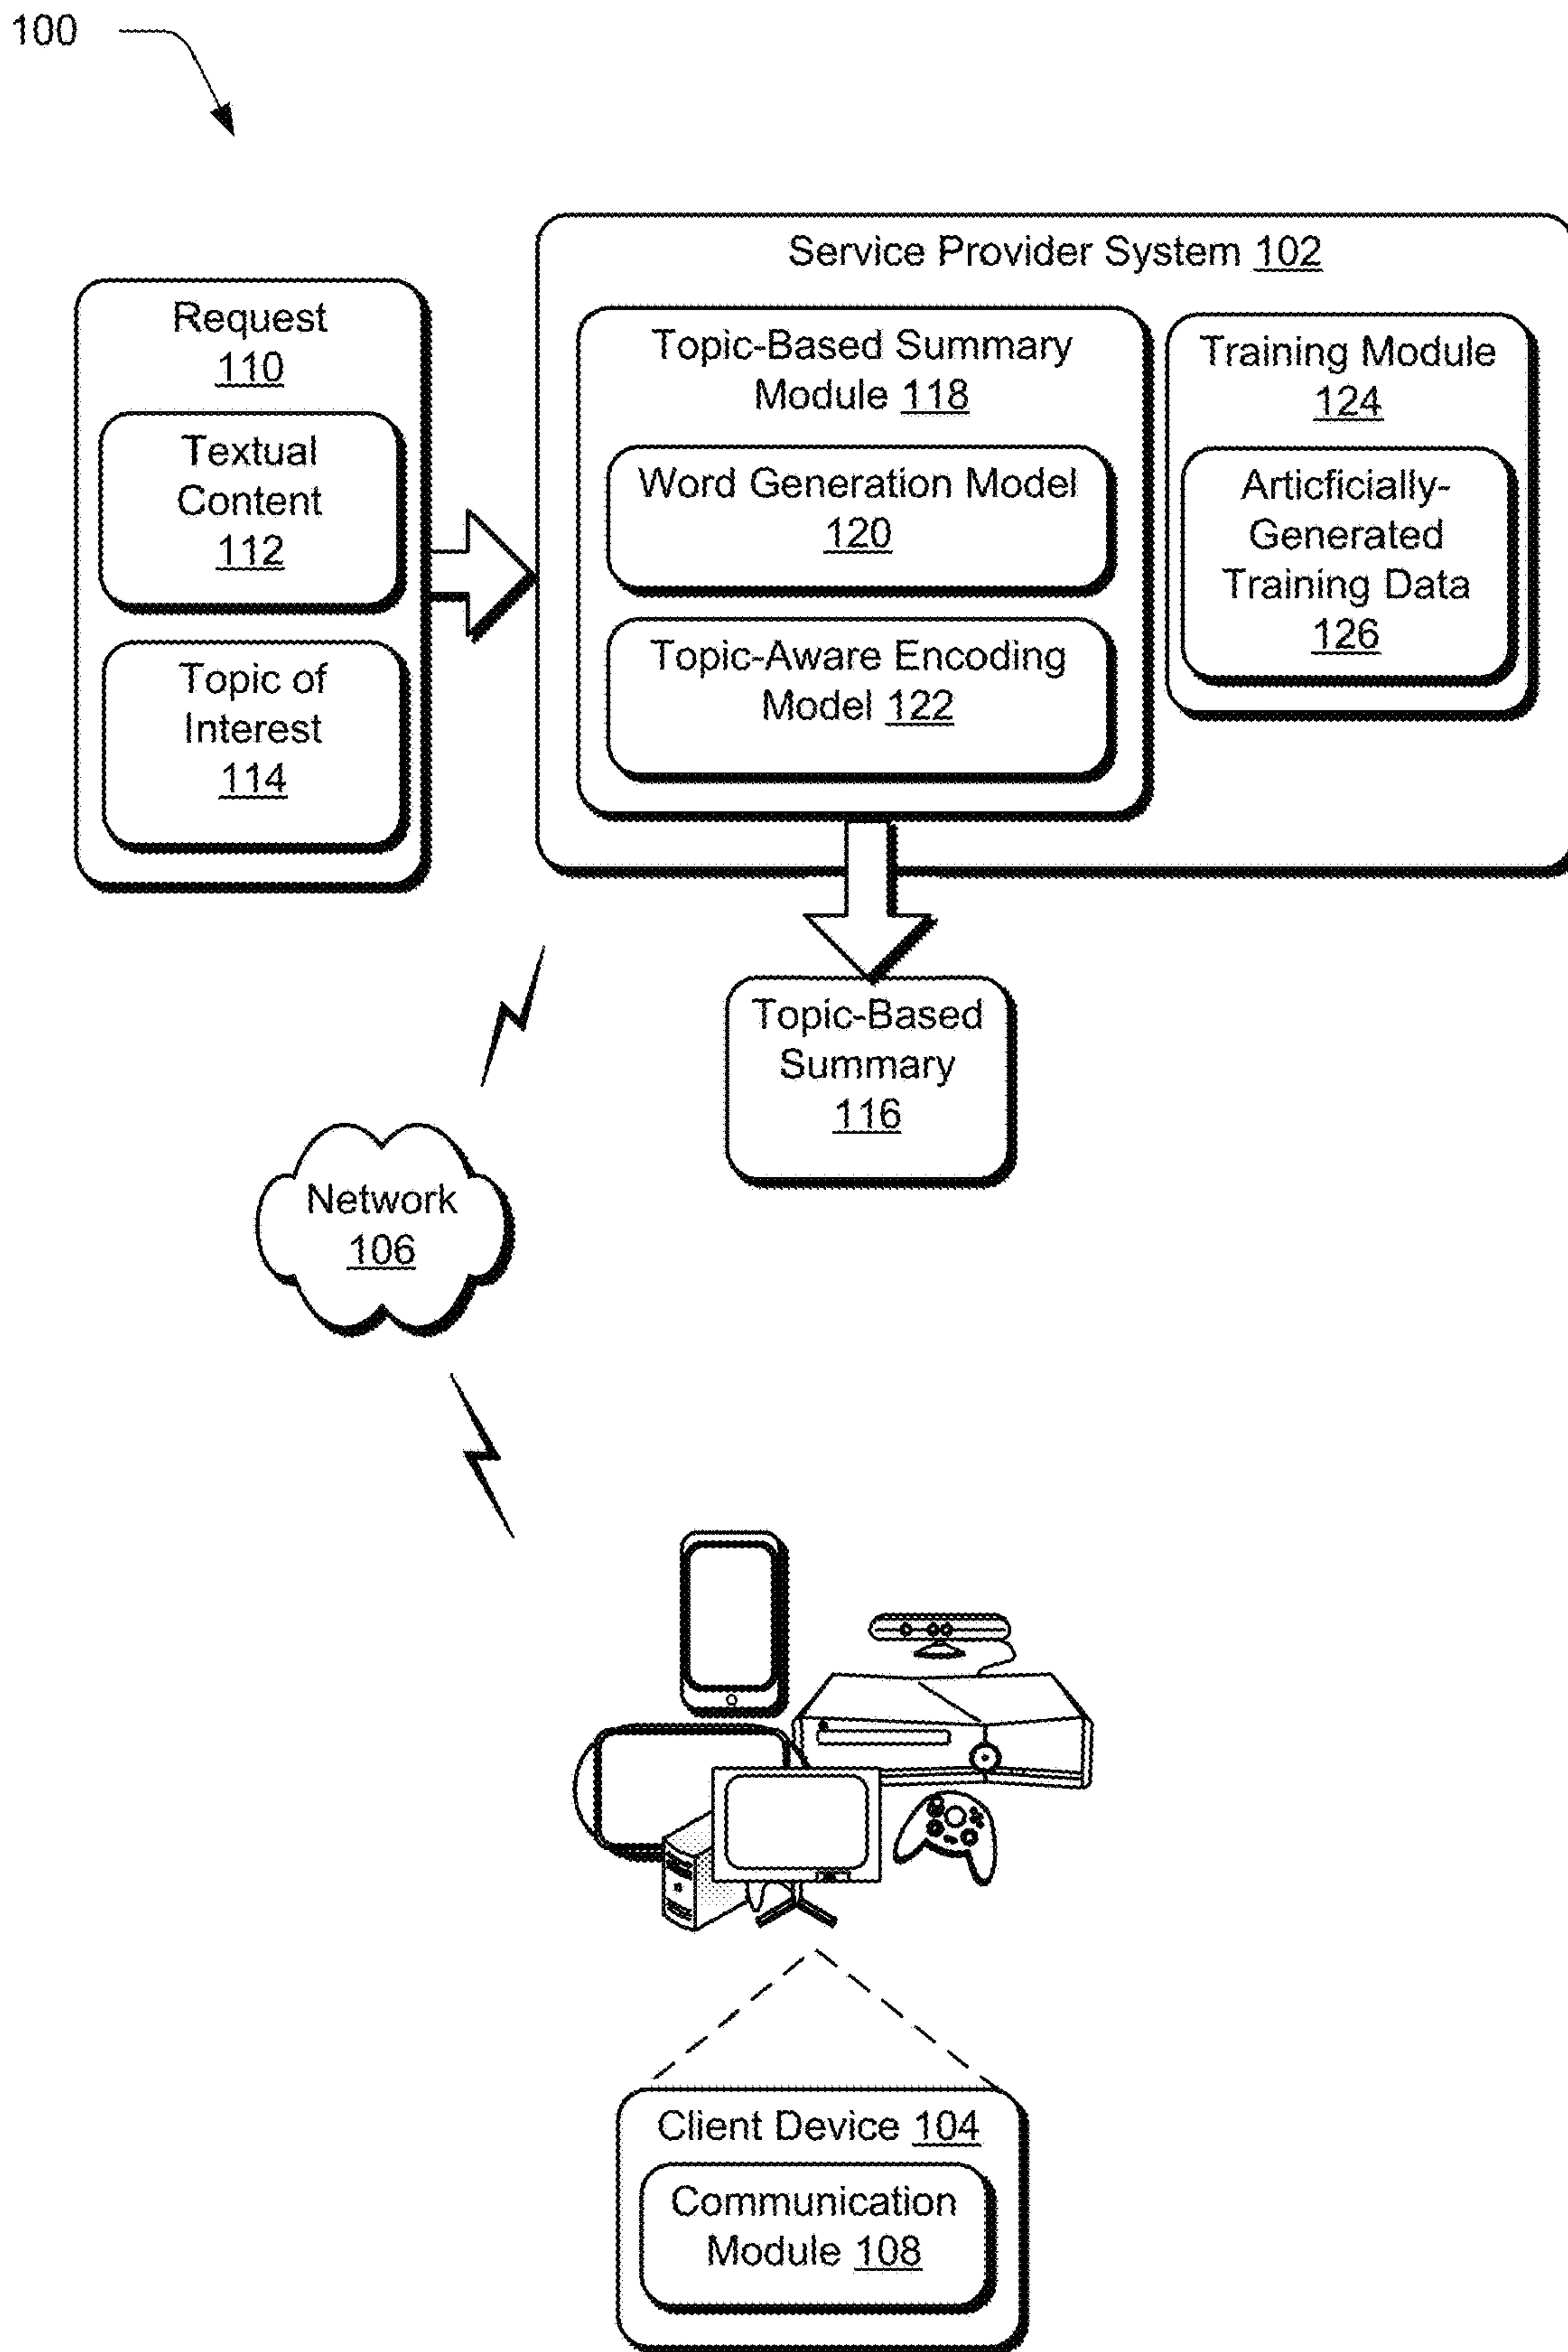 100
Service Provider System 102
Request
110
Textual
Content
112
Topic of
Interest
114
Topic-Based Summary
Module 118
Word Generation Model
120
Topic-Aware Encoding
Model 122
Training Module
124
Articficially-
Generated
Training Data
126
Topic-Based
Summary
116
Network
106
Client Device 104
Communication
Module 108